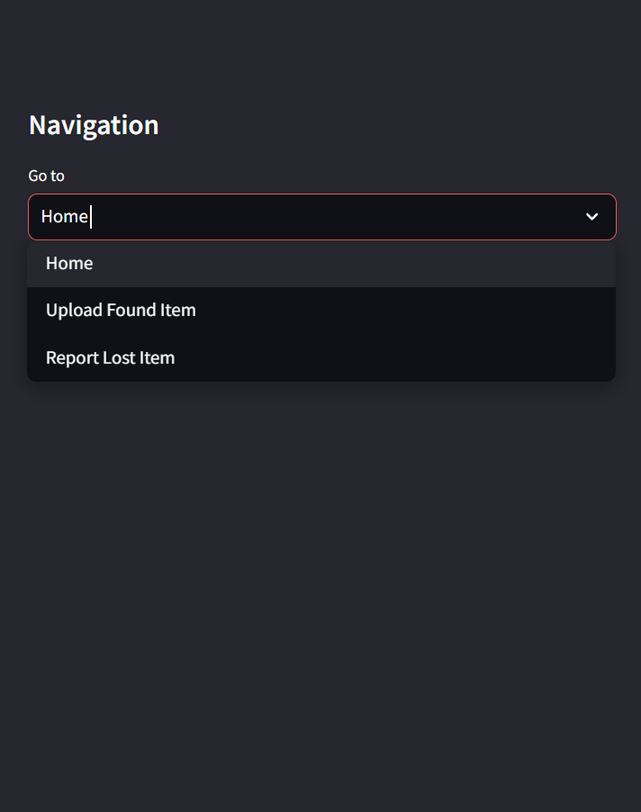 Navigation
Go to
Home
Home
Upload Found Item
Report Lost Item